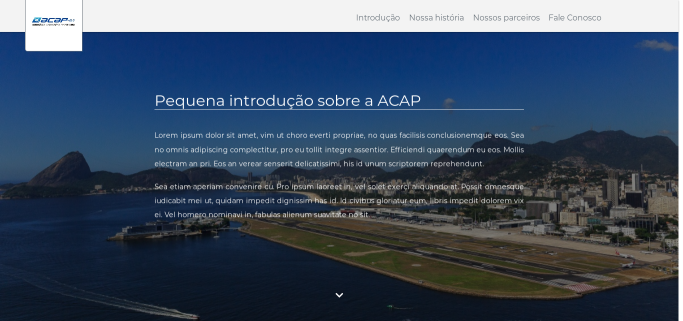 acap
Introdução Nossa história Nossos parceiros Fale Conosco
Pequena introdução sobre a ACAP
Lorem ipsum dolor sit amet, vim ut choro everti propriae, no quas facilisis conclusionemque eos. Sea
no omnis adipiscing complectitur, pro eu tollit integre assentior. Efficiendi quaerendum eu eos. Mollis
electram an pri. Eos an verear senserit delicatissimi, his id unum scriptorem reprehendunt.
Sea etiam aperiam convenire cu. Pro ipsum laoreet in, vel solet exerci aliquando at. Possit omnesque
iudicabit mei ut, quidam impedit dignissim has id. Id civibus gloriatur eum, libris impedit dolorem vix
ei. Vel homero nominavi in, fabulas alienum suavitate no sit